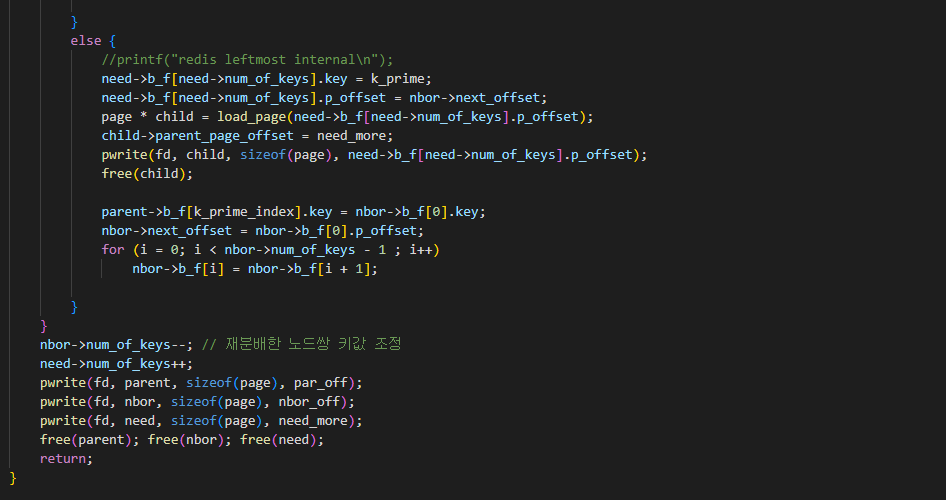 }
else {
//printf("redis leftmost internal\n");
need->b_f[need->num_of_keys].key = k_prime;
need->b_f[need->num_of_keys].p_offset = nbor->next_offset;
page * child = load_page(need->b_f[need->num_of_keys].p_offset);
child->parent_page_offset = need_more;
pwrite(fd, child, sizeof(page), need->b_f[need->num_of_keys].p_offset);
free(child);
parent->b_f[k_prime_index].key = nbor->b_f[0].key;
nbor->next_offset = nbor->b_f[0].p_offset;
for (i = 0; i < nbor->num_of_keys - 1 ; i++)
nbor->b_f[i] = nbor->b_f[i + 1];
}
}
nbor->num_of_keys--; // 재분배한 노드쌍 키값 조정
need->num_of_keys++;
pwrite(fd, parent, sizeof(page), par_off);
pwrite(fd, nbor, sizeof(page), nbor_off);
pwrite(fd, need, sizeof(page), need_more);
free(parent); free(nbor); free(need);
return;
}